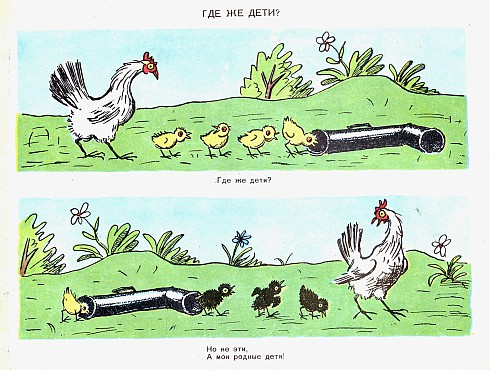 ГДЕ ЖЕ ДЕТИ?
Где же дети?
Но не эти,
А мои родные дети!